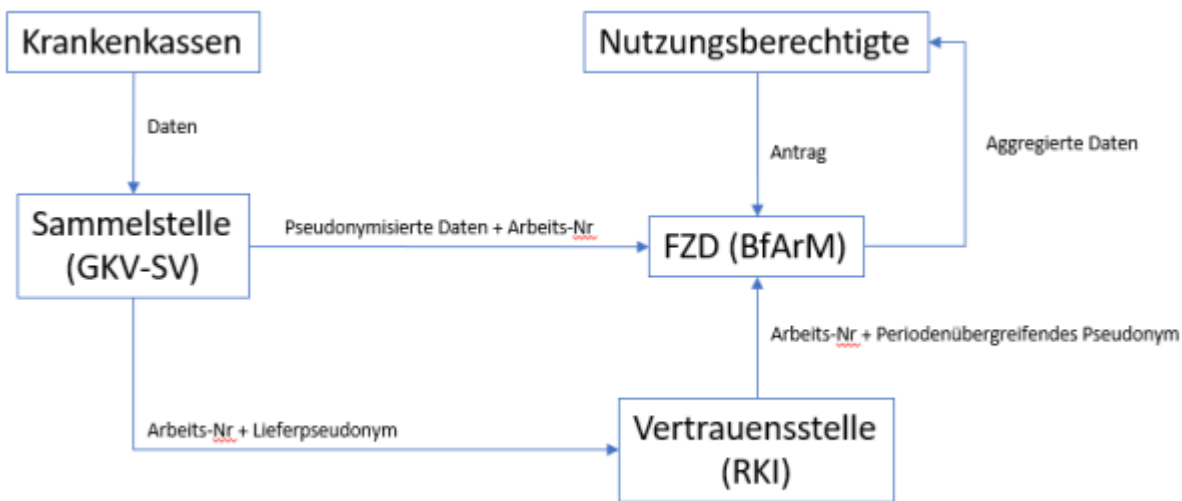 Krankenkassen
Nutzungsberechtigte
Daten
Antrag
Aggregierte Daten
Sammelstelle
(GKV-SV)
Pseudonymisierte Daten + Arbeits-Nr
FZD (BfArM)
Arbeits-Nr + Periodenübergreifendes Pseudonym
Arbeits-Nr + Lieferpseudonym
Vertrauensstelle
(RKI)